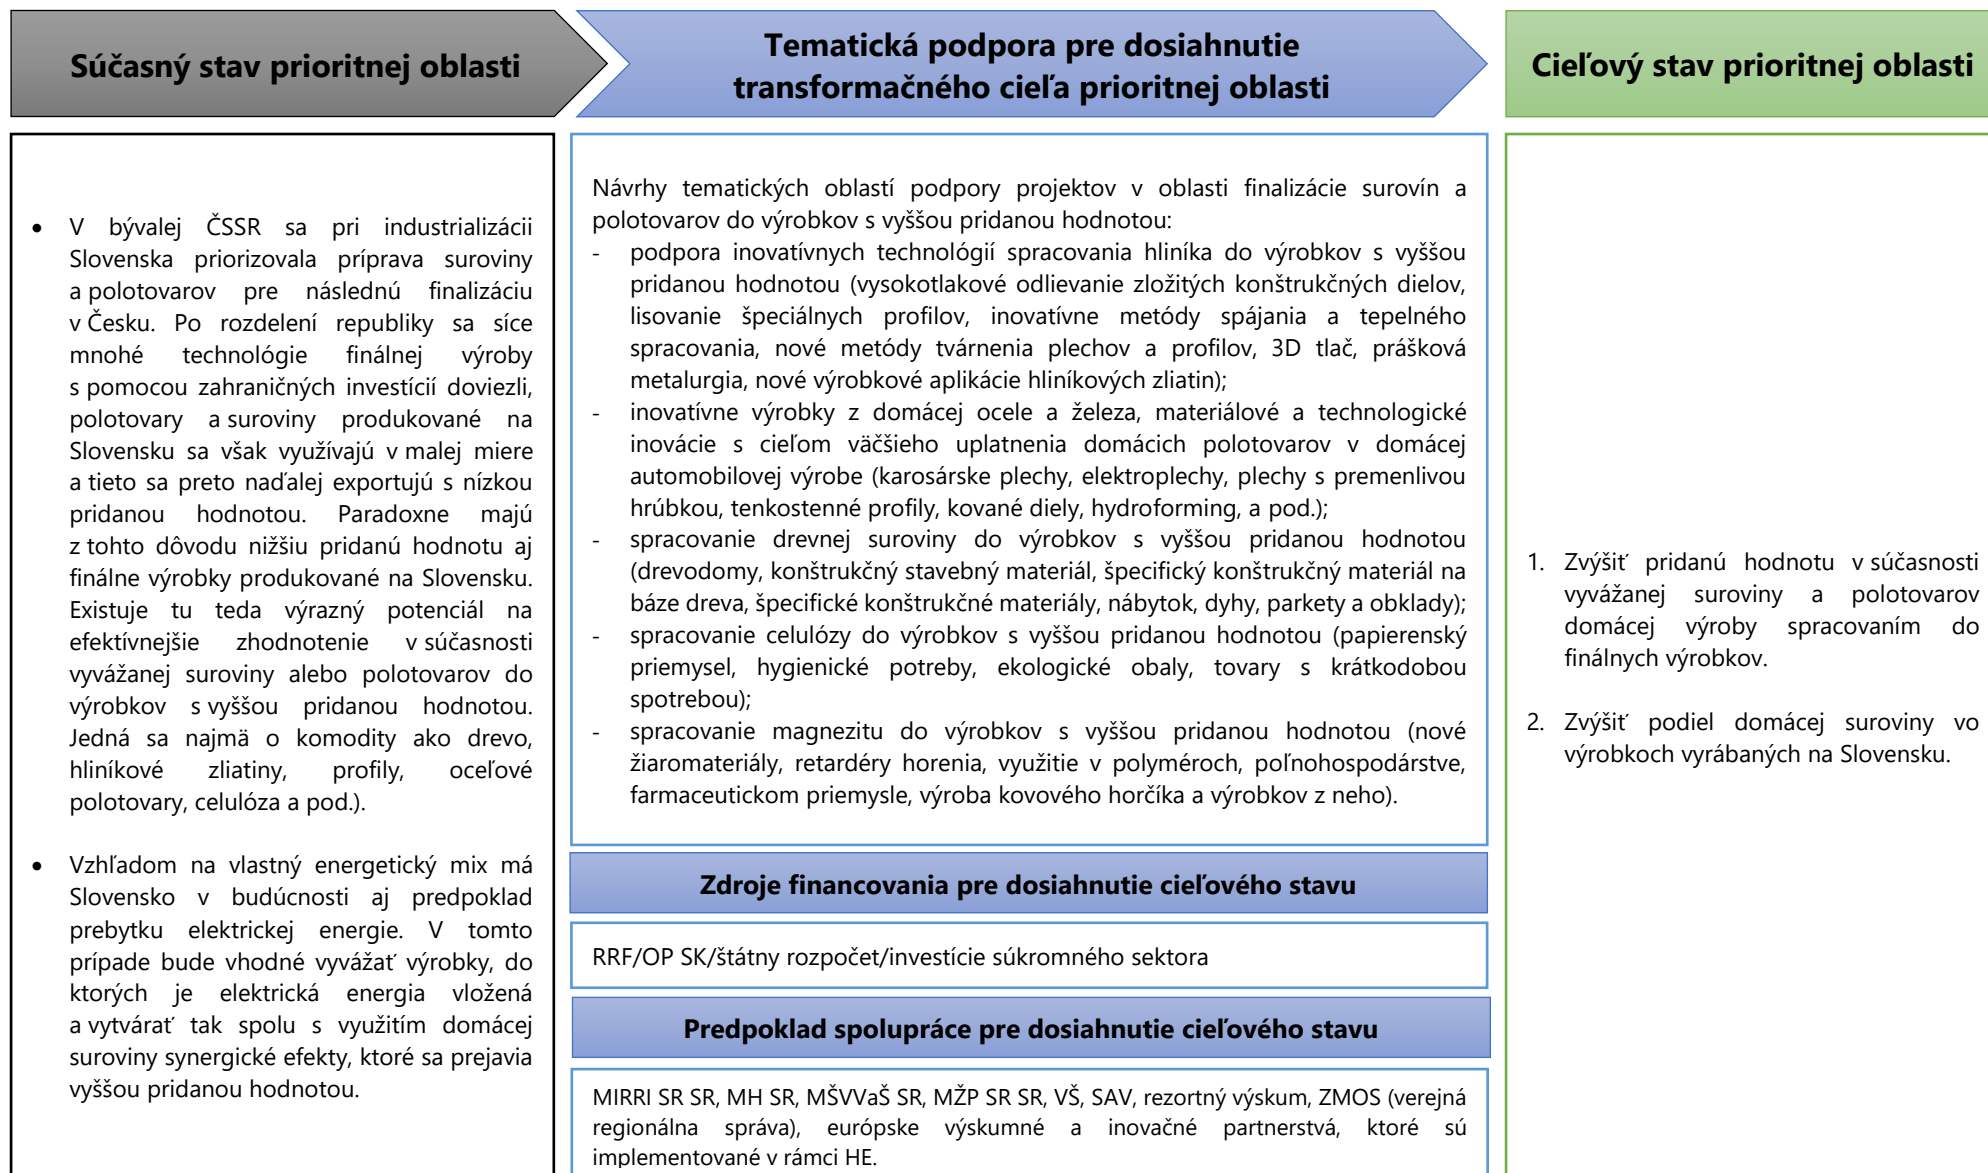 Súčasný stav prioritnej oblasti
Tematická podpora pre dosiahnutie
transformačného cieľa prioritnej oblasti
Cieľový stav prioritnej oblasti
• V bývalej ČSSR sa pri industrializácii
Slovenska priorizovala príprava suroviny
a polotovarov pre následnú finalizáciu
v Česku. Po rozdelení republiky sa síce
mnohé technológie finálnej výroby
s pomocou zahraničných investícií doviezli,
polotovary a suroviny produkované na
Slovensku sa však využívajú v malej miere
a tieto sa preto naďalej exportujú s nízkou
pridanou hodnotou. Paradoxne majú
z tohto dôvodu nižšiu pridanú hodnotu aj
finálne výrobky produkované na Slovensku.
Existuje tu teda výrazný potenciál na
efektívnejšie zhodnotenie v súčasnosti
vyvážanej suroviny alebo polotovarov do
výrobkov s vyššou pridanou hodnotou.
Jedná sa najmä o komodity ako drevo,
hliníkové zliatiny, profily, oceľové
polotovary, celulóza a pod.).
• Vzhľadom na vlastný energetický mix má
Slovensko v budúcnosti aj predpoklad
prebytku elektrickej energie. V tomto
prípade bude vhodné vyvážať výrobky, do
ktorých je elektrická energia vložená
a vytvárať tak spolu s využitím domácej
suroviny synergické efekty, ktoré sa prejavia
vyššou pridanou hodnotou.
Návrhy tematických oblastí podpory projektov v oblasti finalizácie surovín a
polotovarov do výrobkov s vyššou pridanou hodnotou:
- podpora inovatívnych technológií spracovania hliníka do výrobkov s vyššou
pridanou hodnotou (vysokotlakové odlievanie zložitých konštrukčných dielov,
lisovanie špeciálnych profilov, inovatívne metódy spájania a tepelného
spracovania, nové metódy tvárnenia plechov a profilov, 3D tlač, prášková
metalurgia, nové výrobkové aplikácie hliníkových zliatin);
- inovatívne výrobky z domácej ocele a železa, materiálové a technologické
inovácie s cieľom väčšieho uplatnenia domácich polotovarov v domácej
automobilovej výrobe (karosárske plechy, elektroplechy, plechy s premenlivou
hrúbkou, tenkostenné profily, kované diely, hydroforming, a pod.);
- spracovanie drevnej suroviny do výrobkov s vyššou pridanou hodnotou
(drevodomy, konštrukčný stavebný materiál, špecifický konštrukčný materiál na
báze dreva, špecifické konštrukčné materiály, nábytok, dyhy, parkety a obklady);
- spracovanie celulózy do výrobkov s vyššou pridanou hodnotou (papierenský
priemysel, hygienické potreby, ekologické obaly, tovary s krátkodobou
spotrebou);
- spracovanie magnezitu do výrobkov s vyššou pridanou hodnotou (nové
žiaromateriály, retardéry horenia, využitie v polyméroch, poľnohospodárstve,
farmaceutickom priemysle, výroba kovového horčíka a výrobkov z neho).
Zdroje financovania pre dosiahnutie cieľového stavu
RRF/OP SK/štátny rozpočet/investície súkromného sektora
Predpoklad spolupráce pre dosiahnutie cieľového stavu
MIRRI SR SR, MH SR, MŠVVaŠ SR, MŽP SR SR, VŠ, SAV, rezortný výskum, ZMOS (verejná
regionálna správa), európske výskumné a inovačné partnerstvá, ktoré sú
implementované v rámci HE.
1. Zvýšiť pridanú hodnotu v súčasnosti
vyvážanej suroviny a polotovarov
domácej výroby spracovaním do
finálnych výrobkov.
2. Zvýšiť podiel domácej suroviny vo
výrobkoch vyrábaných na Slovensku.